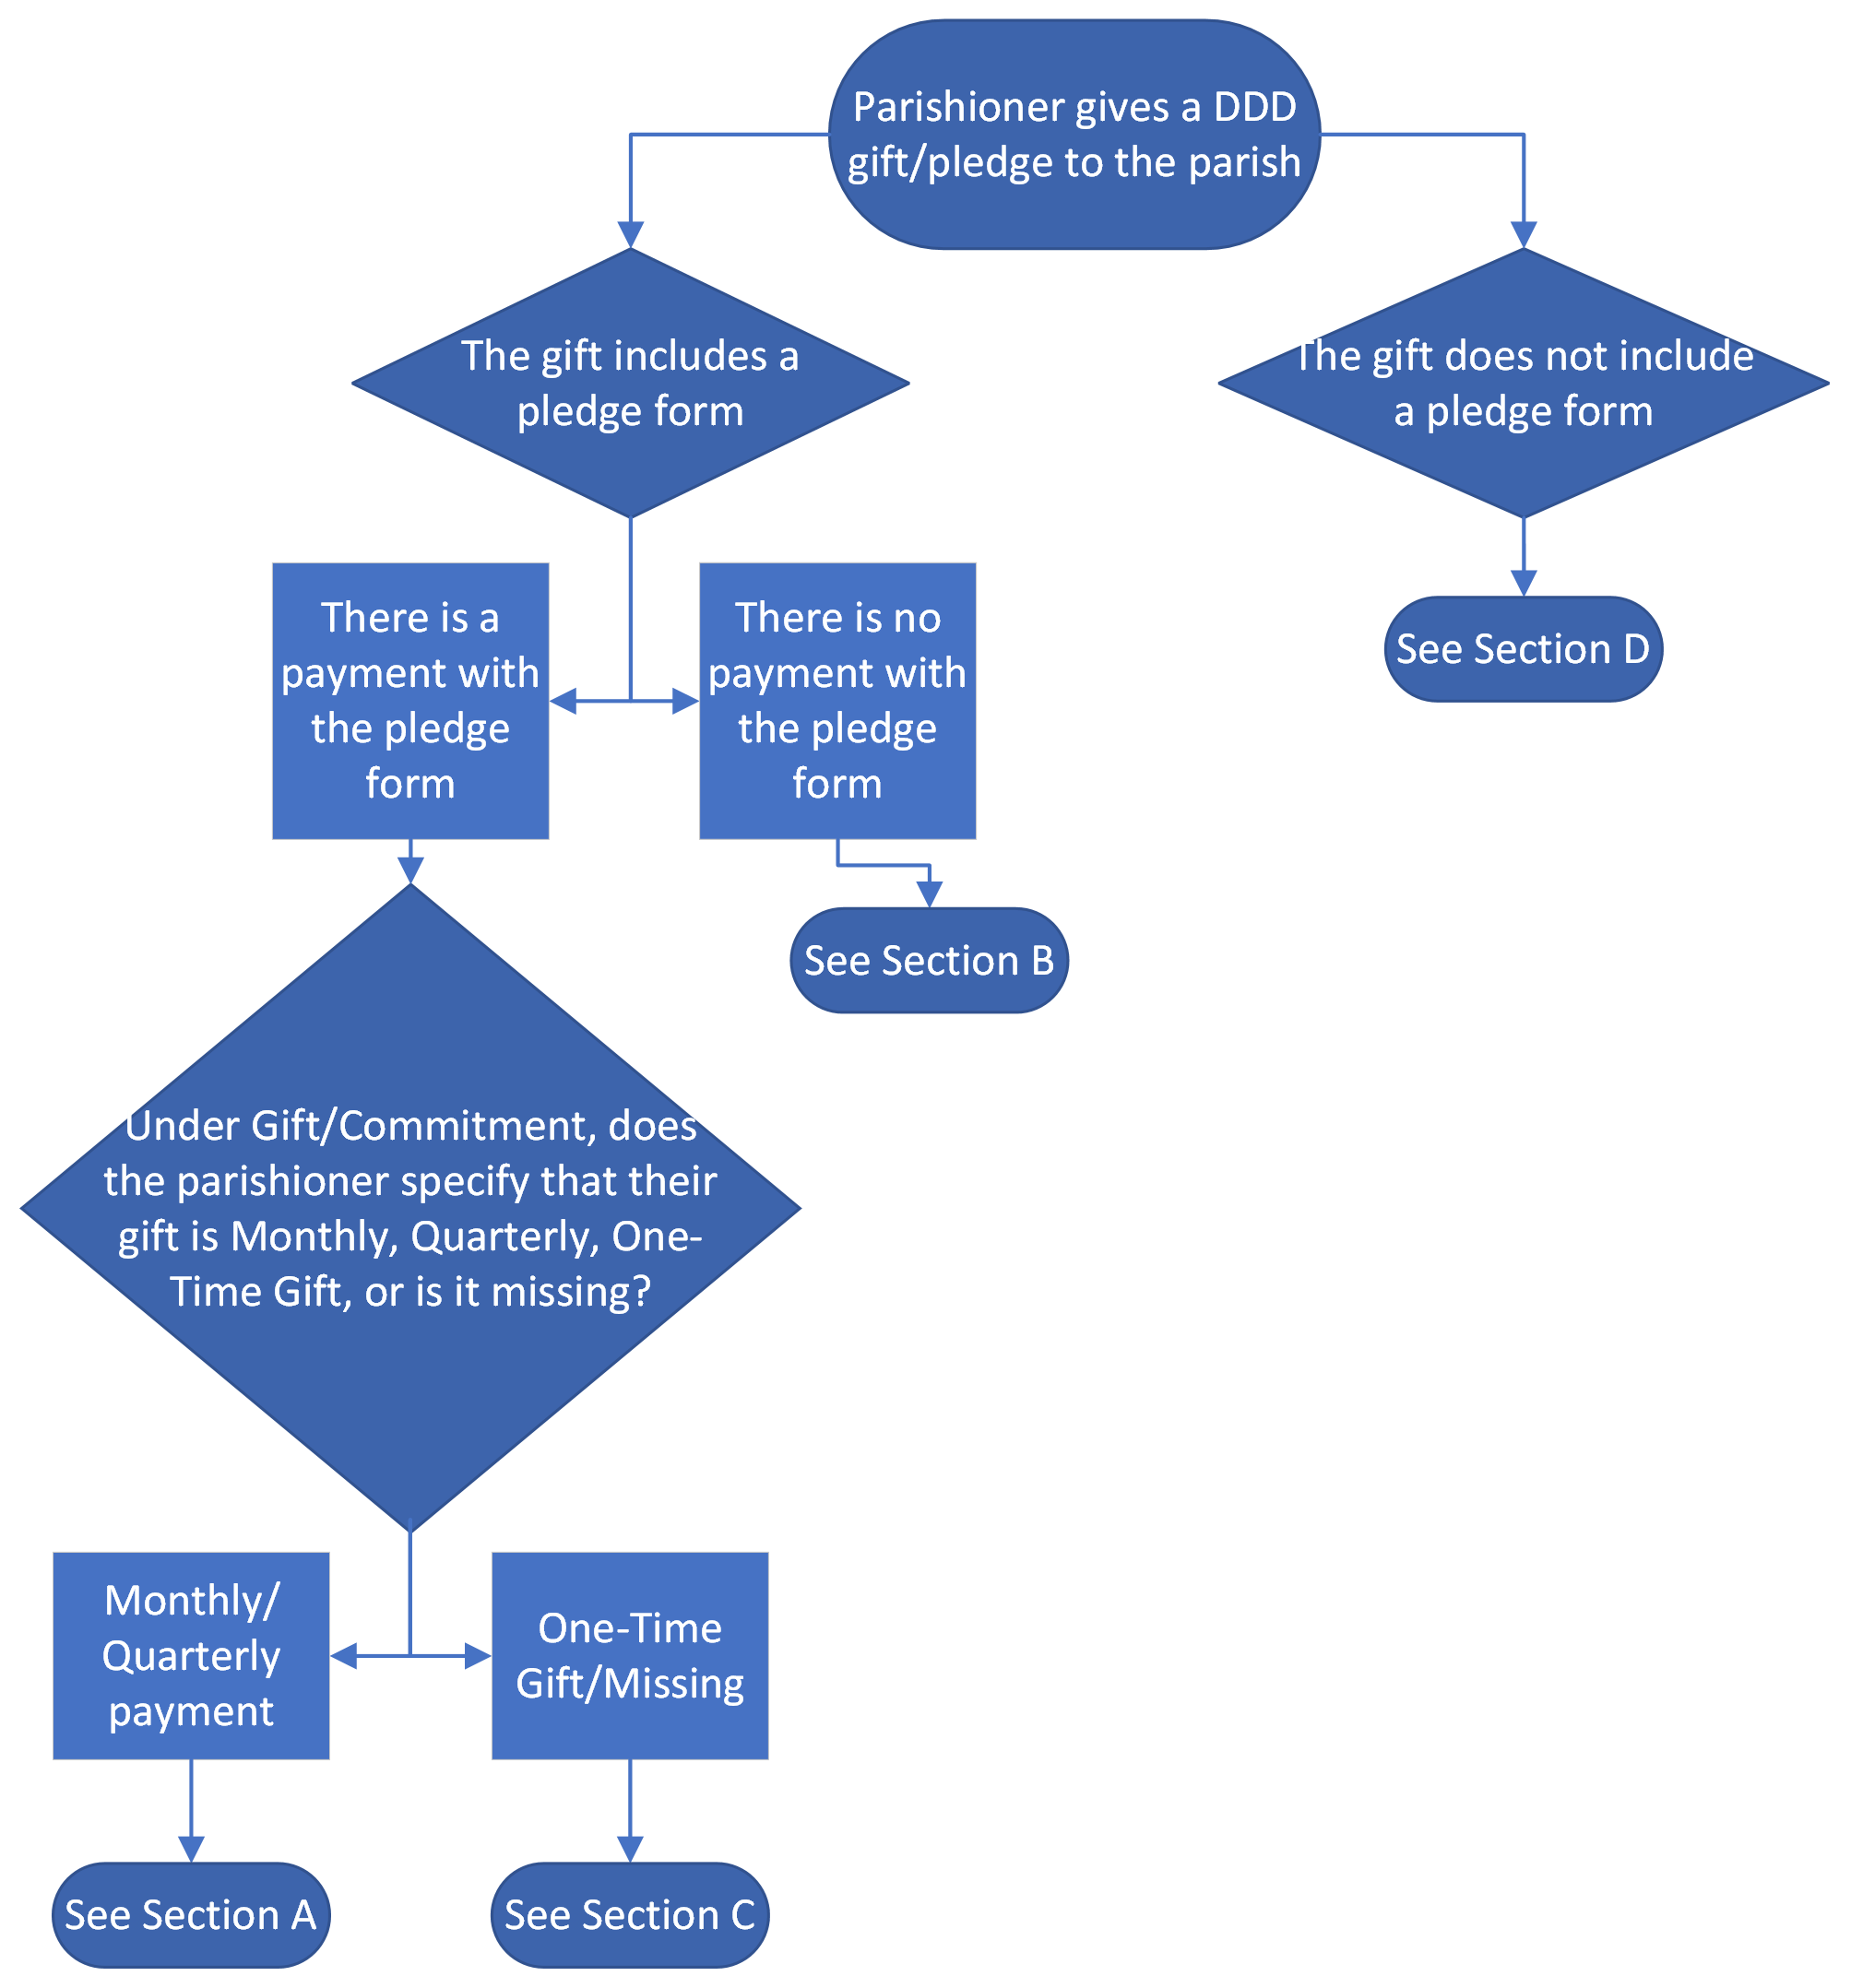 Parishioner gives a DDD
gift/pledge to the parish
The gift includes a
pledge form
The gift does not include
a pledge form
There is a
payment with
the pledge
form
There is no
payment with
the pledge
form
See Section D
See Section B
Under Gift/Commitment, does
the parishioner specify that their
gift is Monthly, Quarterly, One-
Time Gift, or is it missing?
Monthly/
Quarterly
payment
One-Time
Gift/Missing
See Section A
See Section C